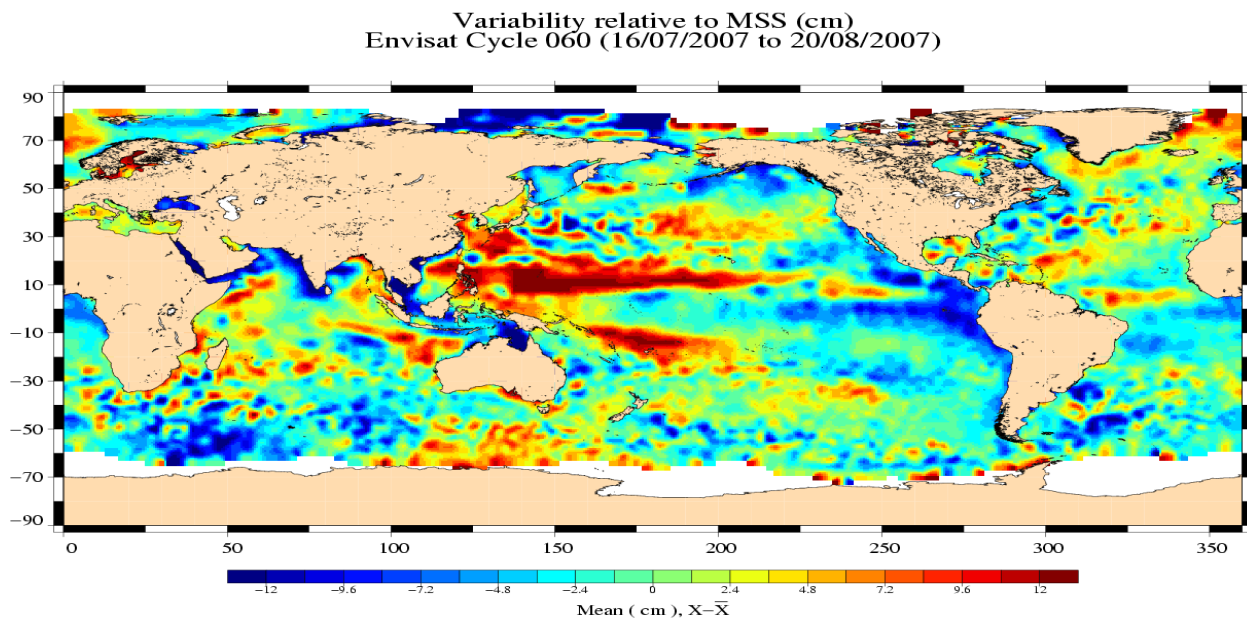 Variability relative to MSS (cm)
Envisat Cycle 060 (16/07/2007 to 20/08/2007)
90
70
50
30
10
−10
−30
−50
−70
−90
0 50 100 150 200 250 300 350
−12 −9.6 −7.2 −4.8 −2.4 0 2.4 4.8 7.2 9.6 12
Mean ( cm ), X−X̅